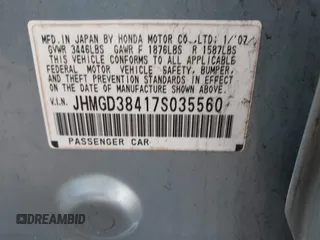 MFD. IN JAPAN BY HONDA MOTOR CO.,LTD. 1/'07
GVWR 3446LBS GAWR F 1876LBS R 1587LBS
THIS VEHICLE CONFORMS TO ALL APPLICABLE
FEDERAL MOTOR VEHICLE SAFETY, BUMPER,
AND THEFT PREVENTION STANDARDS IN EFFECT
ON THE DATE OF MANUFACTURE SHOWN ABOVE.
V.I.N. JHMGD38417S035560
PASSENGER CAR
DREAMBID